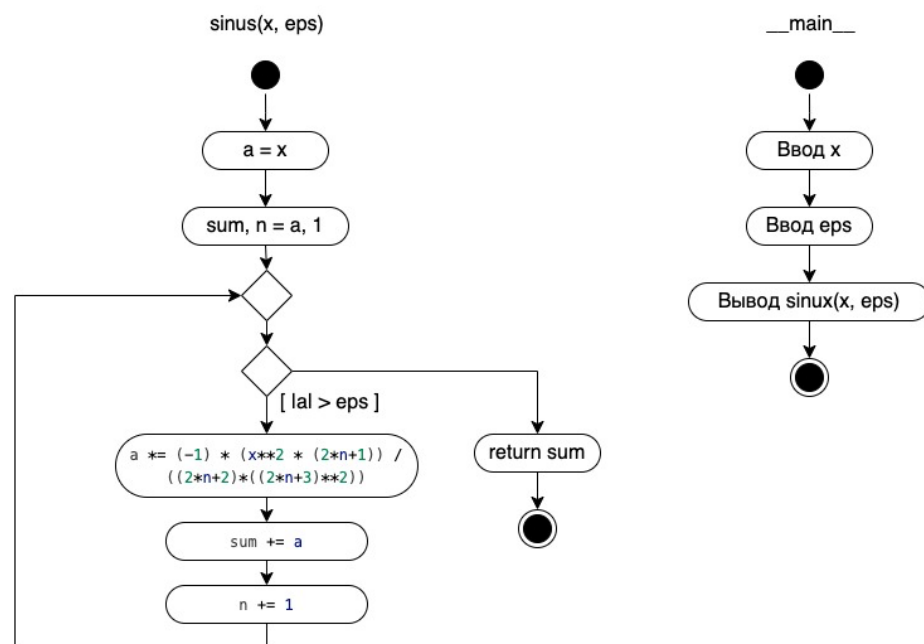 sinus(x, eps)
a = x
sum, n = a, 1
[ lal > eps ]
a *= (-1) * (x**2 * (2*n+1)) /
((2*n+2)*((2*n+3)**2))
sum += a
n += 1
return sum
__main__
Ввод x
Ввод eps
Вывод sinux(x, eps)